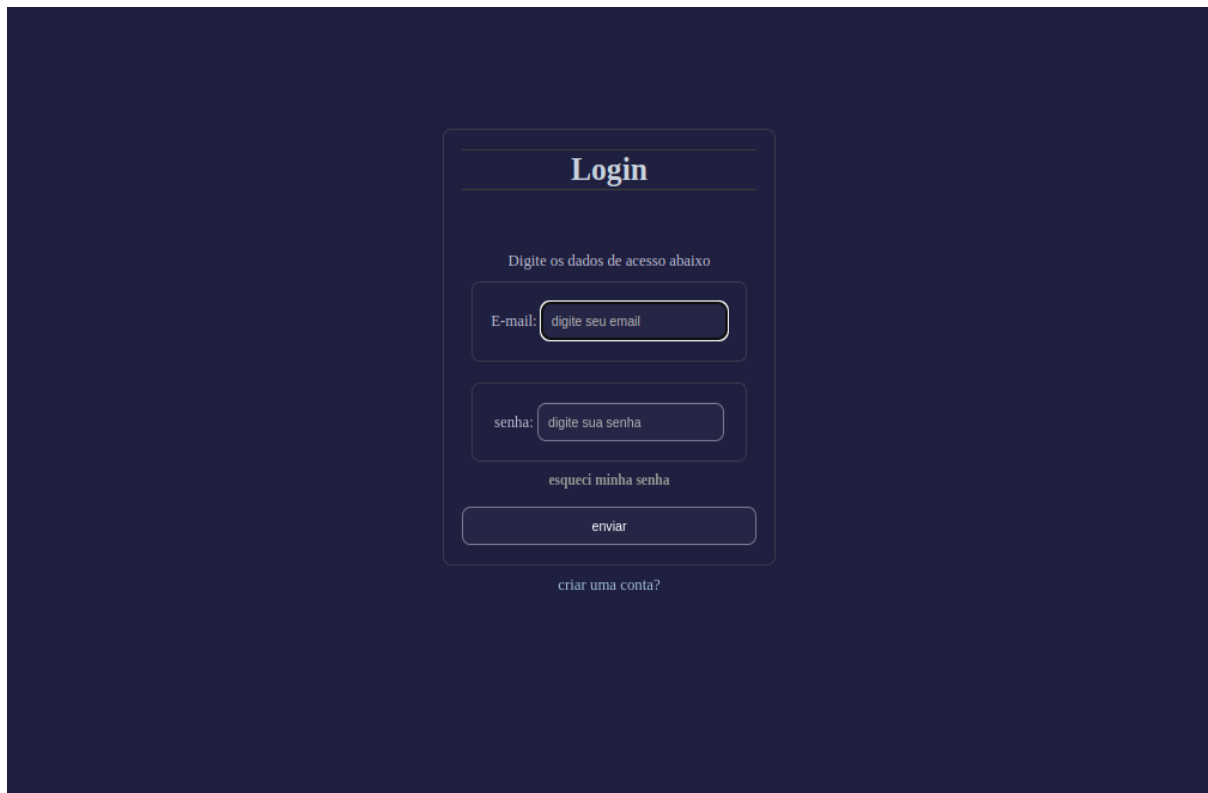 Login
Digite os dados de acesso abaixo
E-mail: digite seu email
senha: digite sua senha
esqueci minha senha
enviar
criar uma conta?